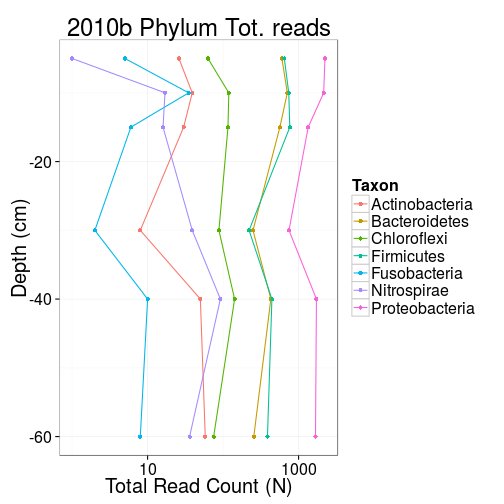 2010b Phylum Tot. reads
-20
-40
-60
Depth (cm)
10
1000
Total Read Count (N)
Taxon
Actinobacteria
Bacteroidetes
Chloroflexi
Firmicutes
Fusobacteria
Nitrospirae
Proteobacteria